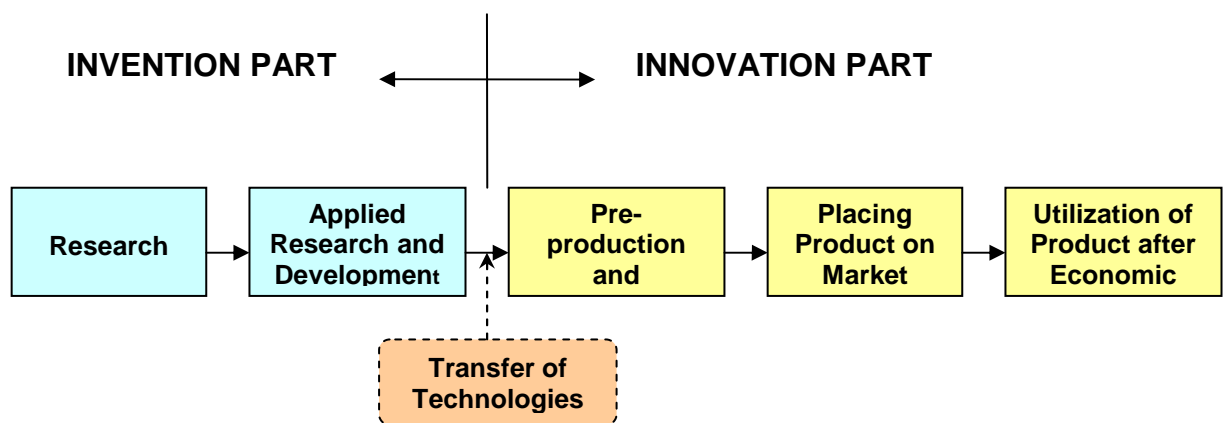 INVENTION PART
INNOVATION PART
Research
Applied
Research and
Development
Pre-
production
and
Placing
Product on
Market
Utilization of
Product after
Economic
Transfer of
Technologies